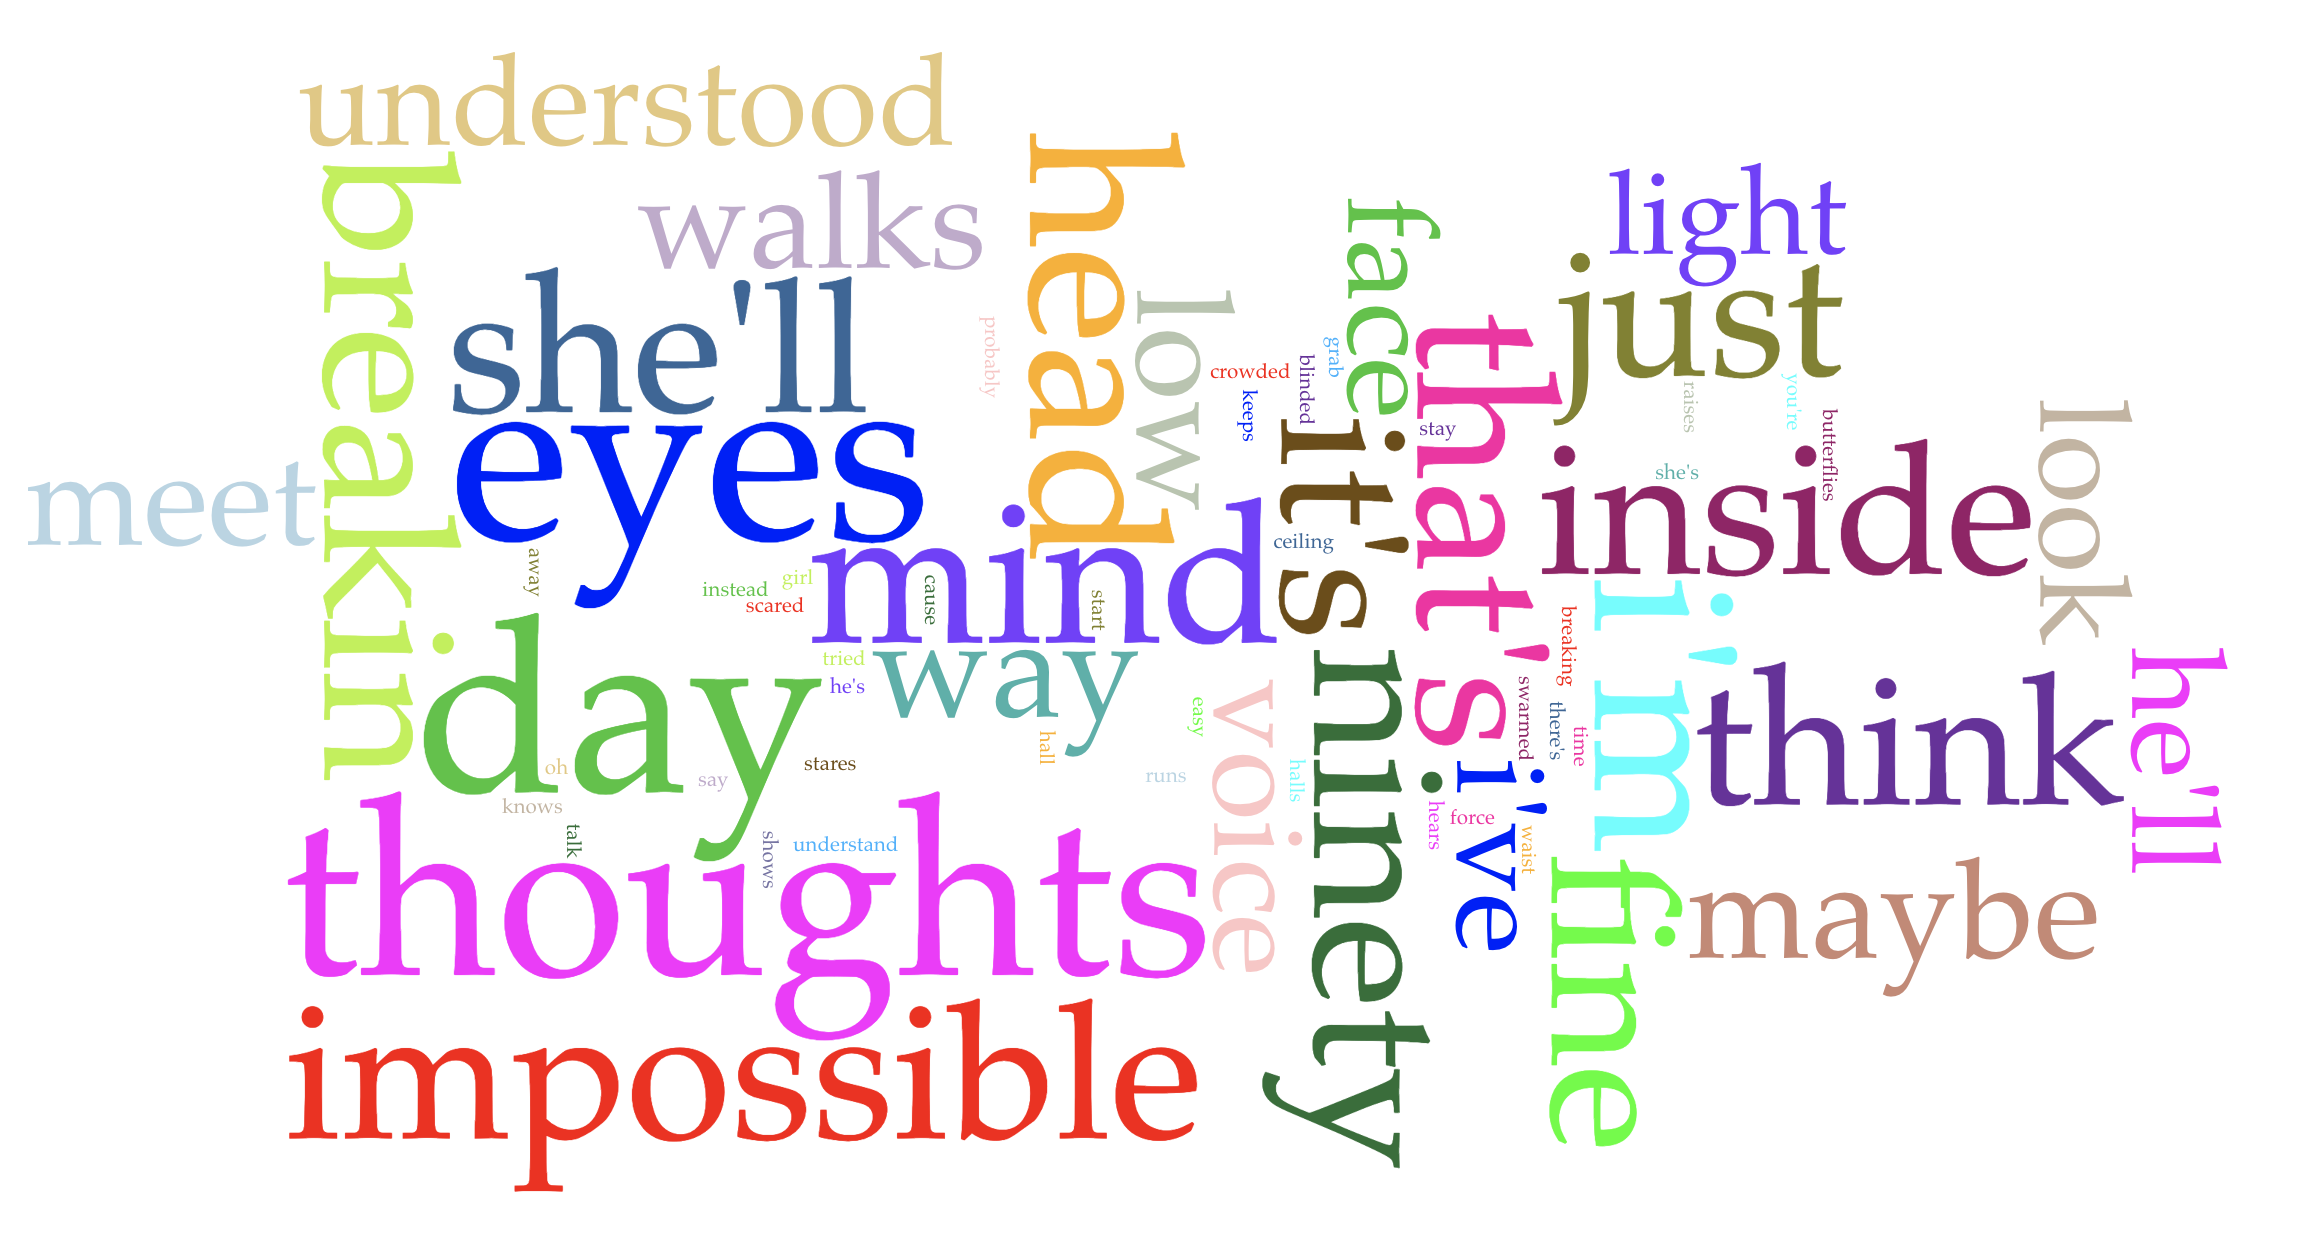 understood
breakin
walks
head
light
face
just
she'll
low
that's
probably
crowded
blinded
grab
keeps
raises
you're
butterflies
look
eyes
it's
stay
inside
she's
meet
mind
ceiling
away
instead
girl
scared
cause
start
i'm
breaking
day
tried
he's
way
ninety
think
he'll
voice
easy
swarmed
there's
time
hall
oh
say
stares
runs
halls
i've
knows
talk
shows
understand
hears
force
waist
thoughts
fine
maybe
impossible